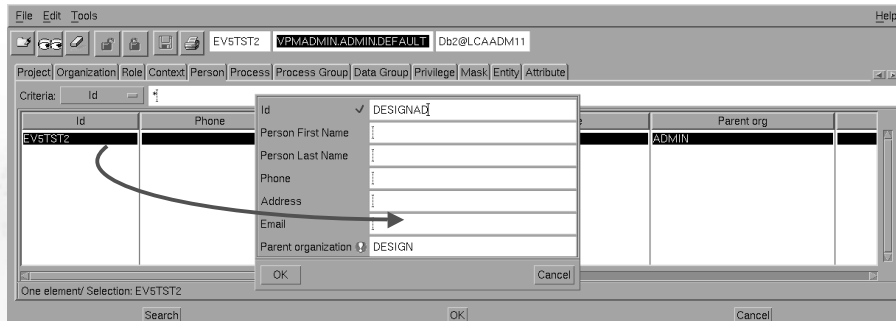 File Edit Tools Help
EV5TST2 VPMADMIN.ADMIN.DEFAULT Db2@LCAADM11
Project Organization Role Context Person Process Process Group Data Group Privilege Mask Entity Attribute
Criteria: Id *
Id Phone Parent org
EV5TST2 ADMIN
Id DESIGNAD
Person First Name
Person Last Name
Phone
Address
Email
Parent organization DESIGN
OK Cancel
One element/ Selection: EV5TST2
Search OK Cancel